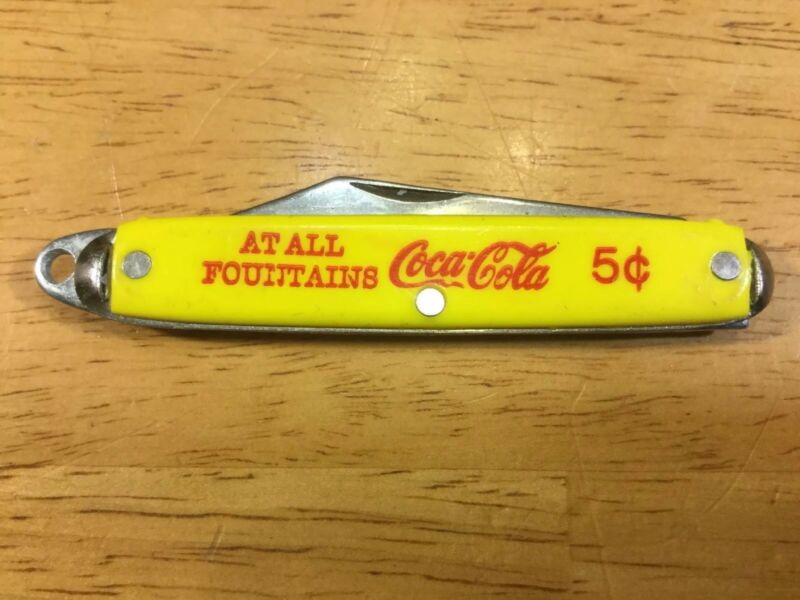 AT ALL
FOUNTAINS
Coca-Cola
5¢